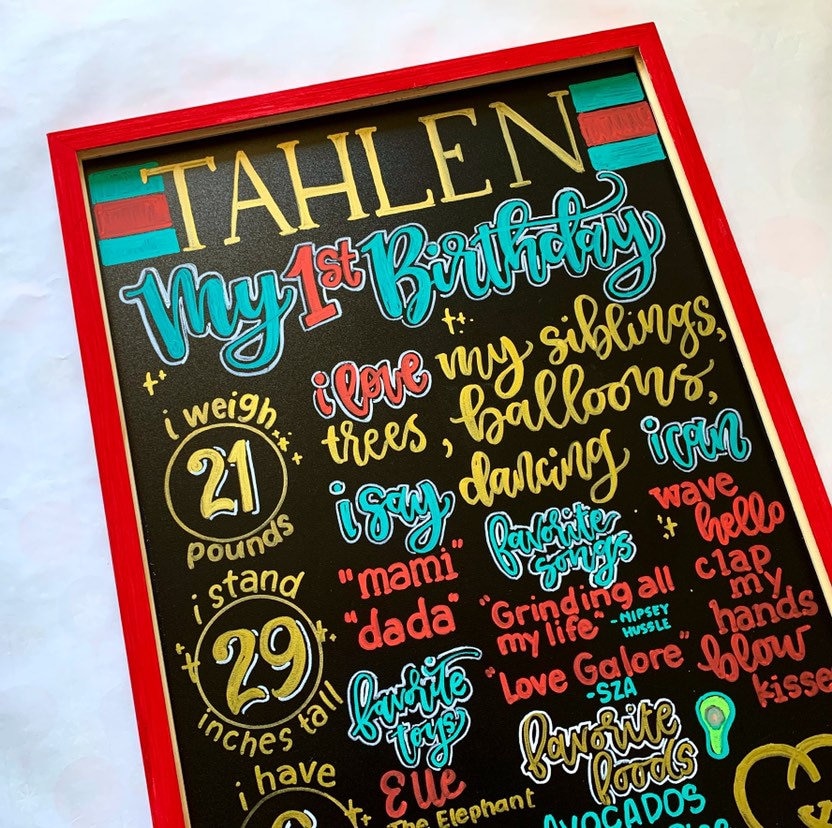 TAHLEN
My 1st Birthday
i love my siblings,
trees, balloons,
dancing
i weigh
21
pounds
i say
"mami"
"dada"
i can
wave
hello
clap
my
hands
blow
kisse
favorite
songs
"Grinding all
my life" -NIPSEY
HUSSLE
"Love Galore"
-SZA
i stand
29
inches tall
favorite
toys
Elle
The Elephant
favorite
foods
AVOCADOS
i have